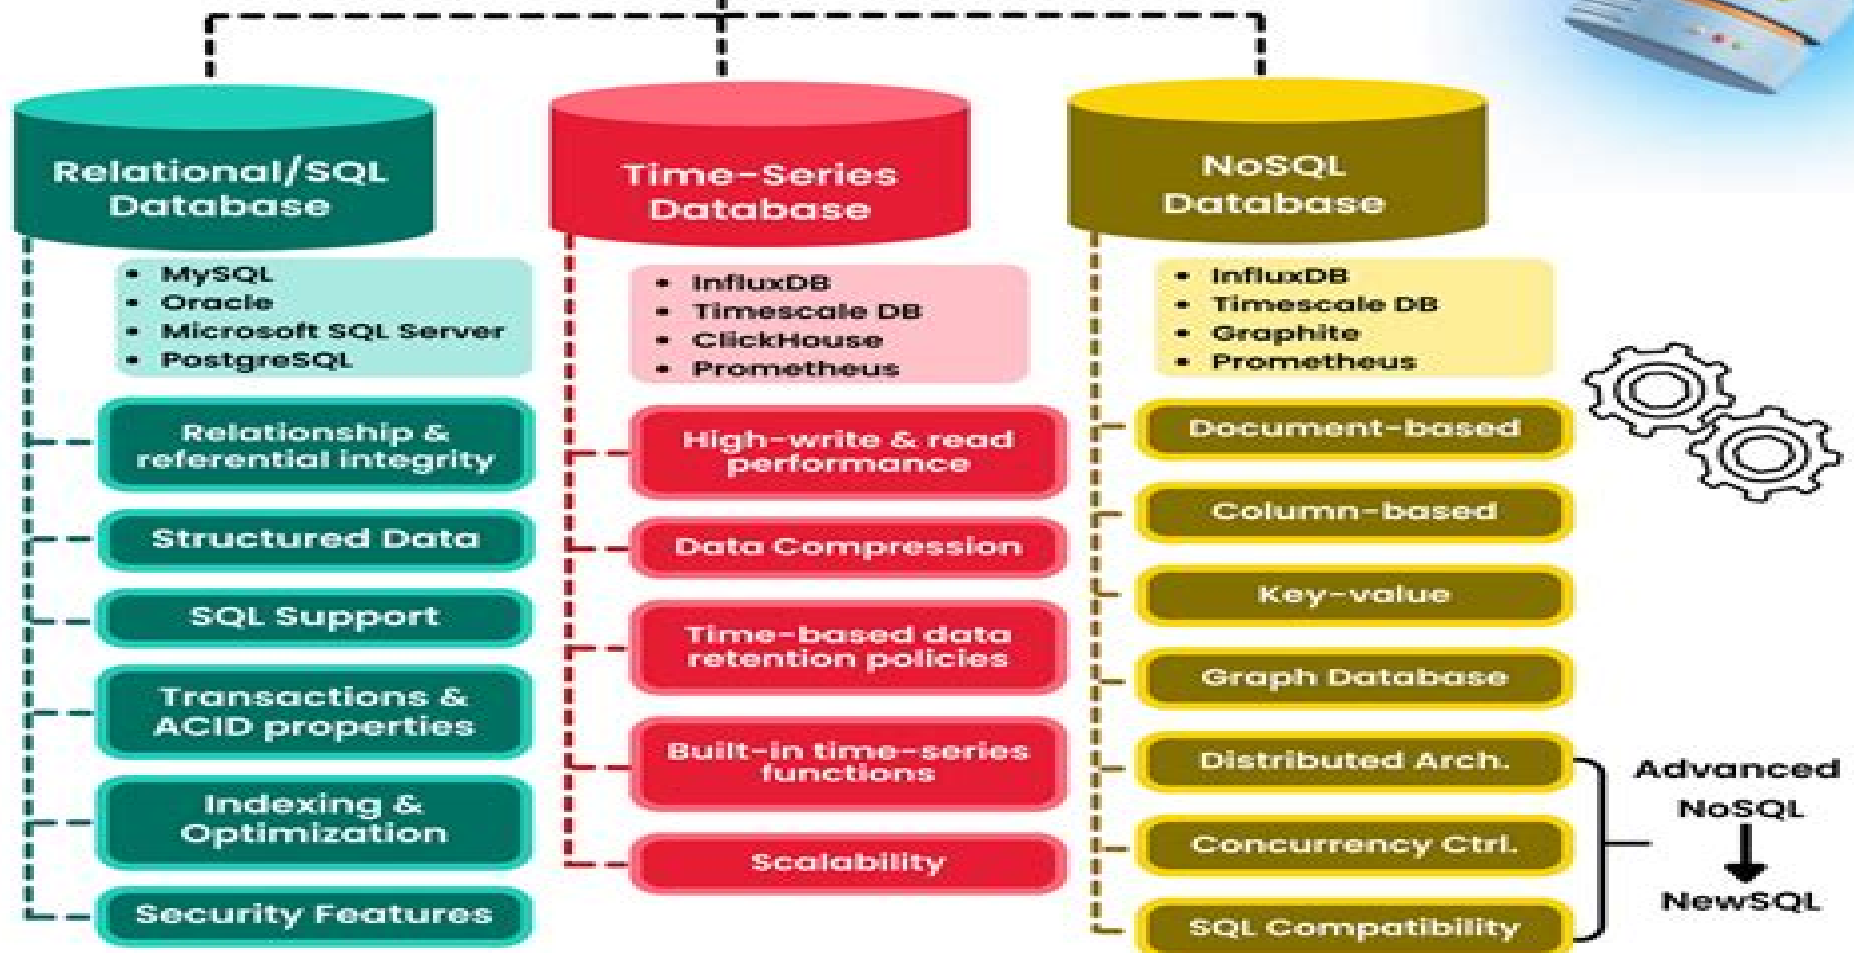 Relational/SQL
Database
• MySQL
• Oracle
• Microsoft SQL Server
• PostgreSQL
Relationship &
referential integrity
Structured Data
SQL Support
Transactions &
ACID properties
Indexing &
Optimization
Security Features
Time-Series
Database
• InfluxDB
• Timescale DB
• ClickHouse
• Prometheus
High-write & read
performance
Data Compression
Time-based data
retention policies
Built-in time-series
functions
Scalability
NoSQL
Database
• InfluxDB
• Timescale DB
• Graphite
• Prometheus
Document-based
Column-based
Key-value
Graph Database
Distributed Arch.
Concurrency Ctrl.
SQL Compatibility
Advanced
NoSQL
NewSQL